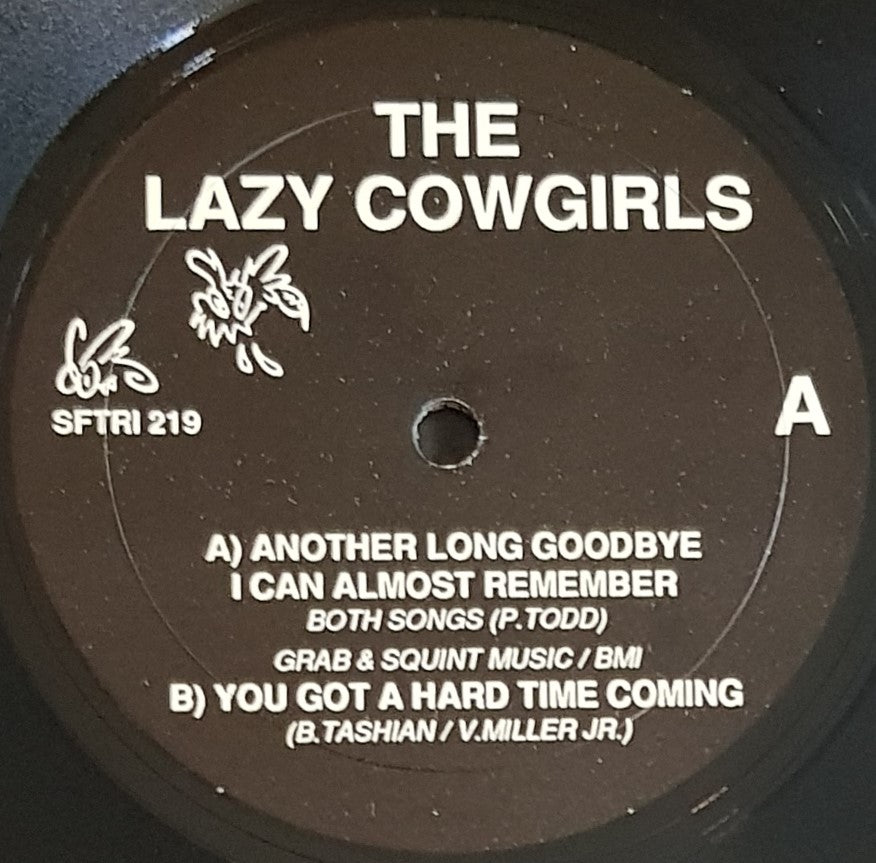 THE
LAZY COWGIRLS
SFTRI 219
A
A) ANOTHER LONG GOODBYE
I CAN ALMOST REMEMBER
BOTH SONGS (P.TODD)
GRAB & SQUINT MUSIC / BMI
B) YOU GOT A HARD TIME COMING
(B.TASHIAN / V.MILLER JR.)